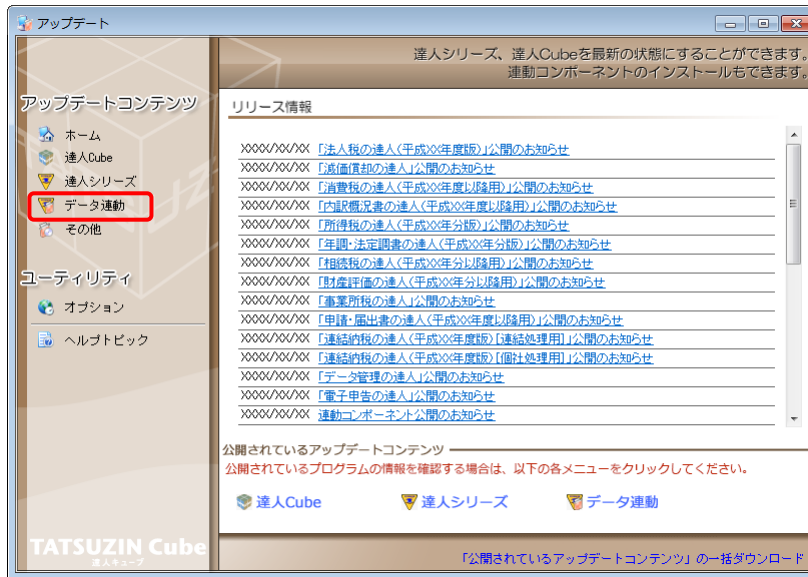 アップデート
達人シリーズ、達人Cubeを最新の状態にすることができます。
連動コンポーネントのインストールもできます。
アップデートコンテンツ
ホーム
達人Cube
達人シリーズ
データ連動
その他
ユーティリティ
オプション
ヘルプトピック
リリース情報
XXXX/XX/XX 「法人税の達人(平成XX年度版)」公開のお知らせ
XXXX/XX/XX 「減価償却の達人」公開のお知らせ
XXXX/XX/XX 「消費税の達人(平成XX年度以降用)」公開のお知らせ
XXXX/XX/XX 「内訳概況書の達人(平成XX年度以降用)」公開のお知らせ
XXXX/XX/XX 「所得税の達人(平成XX年分版)」公開のお知らせ
XXXX/XX/XX 「年調・法定調書の達人(平成XX年分版)」公開のお知らせ
XXXX/XX/XX 「相続税の達人(平成XX年分以降用)」公開のお知らせ
XXXX/XX/XX 「財産評価の達人(平成XX年分以降用)」公開のお知らせ
XXXX/XX/XX 「事業所税の達人」公開のお知らせ
XXXX/XX/XX 「申請・届出書の達人(平成XX年度以降用)」公開のお知らせ
XXXX/XX/XX 「連結納税の達人(平成XX年度版)[連結処理用]」公開のお知らせ
XXXX/XX/XX 「連結納税の達人(平成XX年度版)[個社処理用]」公開のお知らせ
XXXX/XX/XX 「データ管理の達人」公開のお知らせ
XXXX/XX/XX 「電子申告の達人」公開のお知らせ
XXXX/XX/XX 連動コンポーネント公開のお知らせ
公開されているアップデートコンテンツ
公開されているプログラムの情報を確認する場合は、以下の各メニューをクリックしてください。
達人Cube 達人シリーズ データ連動
TATSUZIN Cube
達人キューブ
「公開されているアップデートコンテンツ」の一括ダウンロード